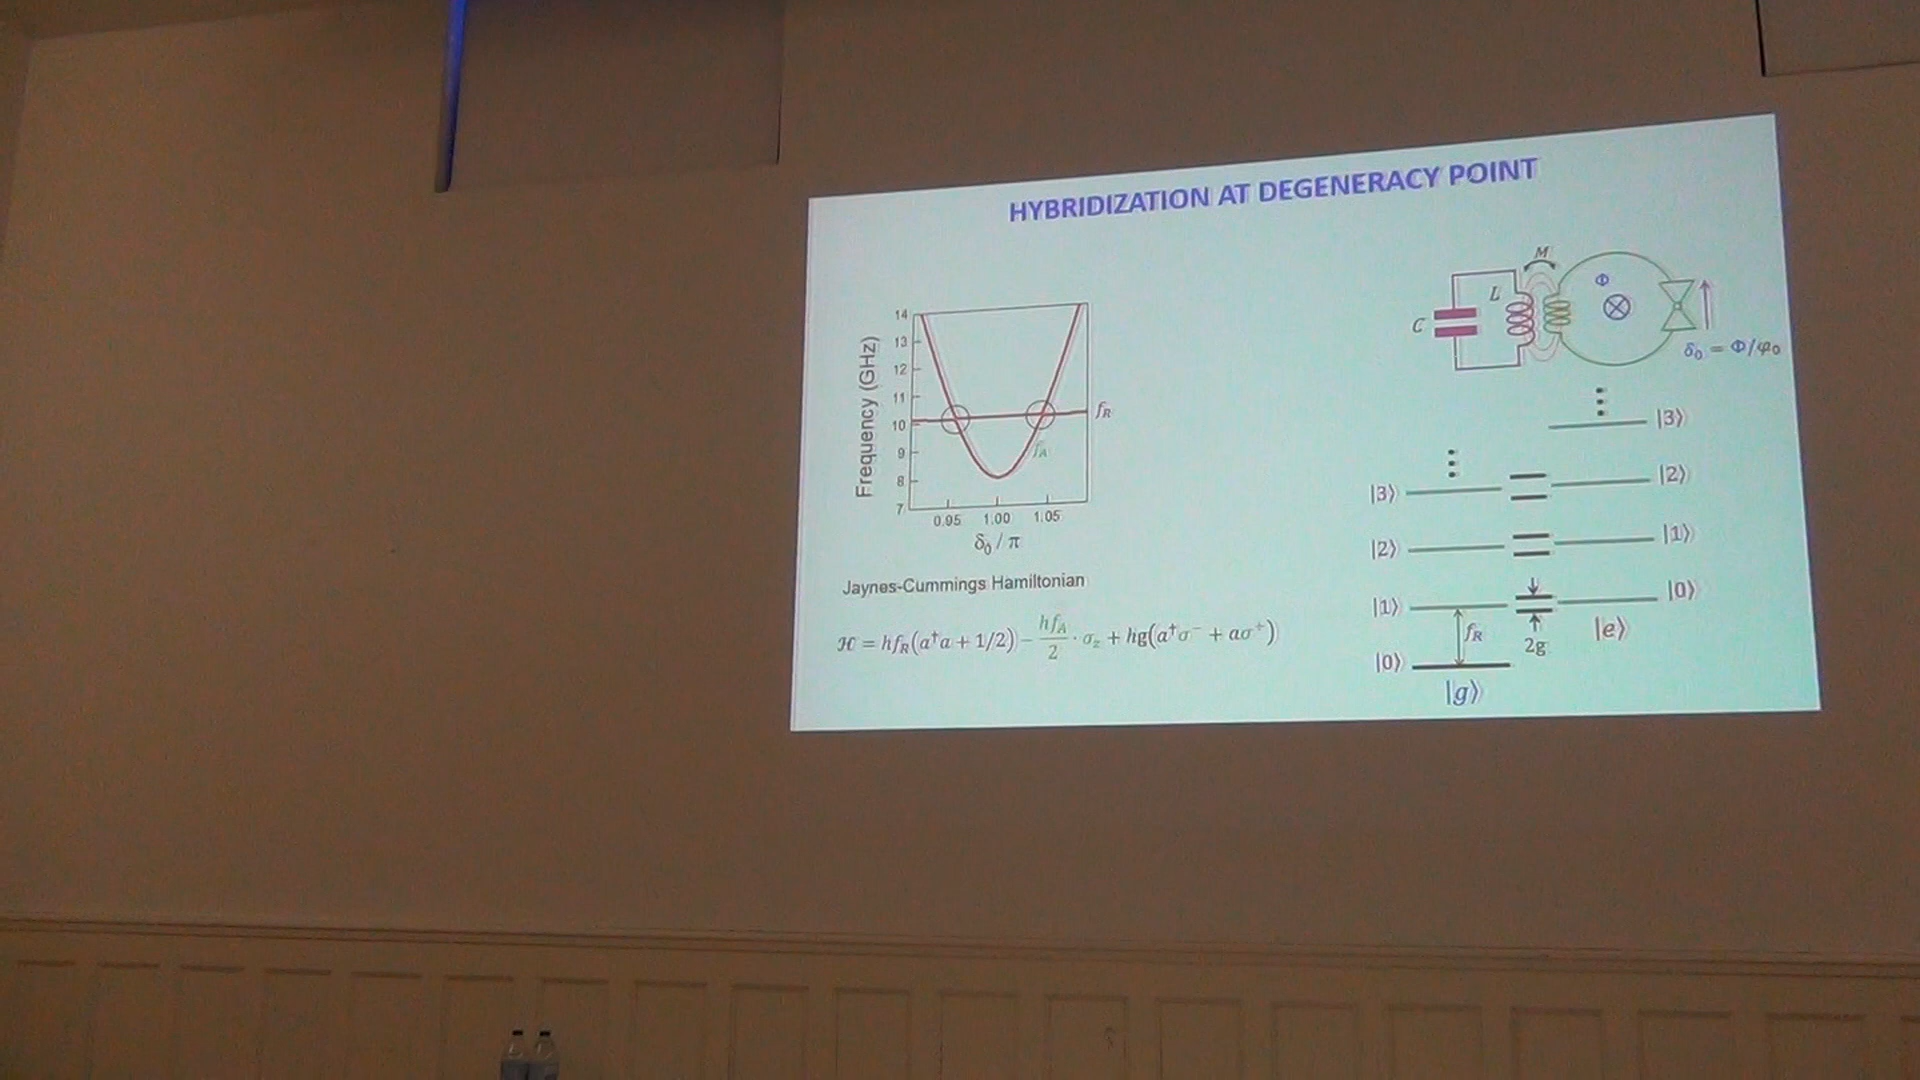 HYBRIDIZATION AT DEGENERACY POINT
Frequency (GHz)
14
13
12
11
10
9
8
7
0.95 1.00 1.05
δ₀ / π
f_R
f_A
M
L
C
Φ
δ₀ = Φ/φ₀
|3⟩
|3⟩ |2⟩
|2⟩ |1⟩
|1⟩ |0⟩
f_R
2g
|e⟩
|0⟩
|g⟩
Jaynes-Cummings Hamiltonian
ℋ = hf_R(a†a + 1/2) − hf_A/2 · σ_z + hg(a†σ⁻ + aσ⁺)